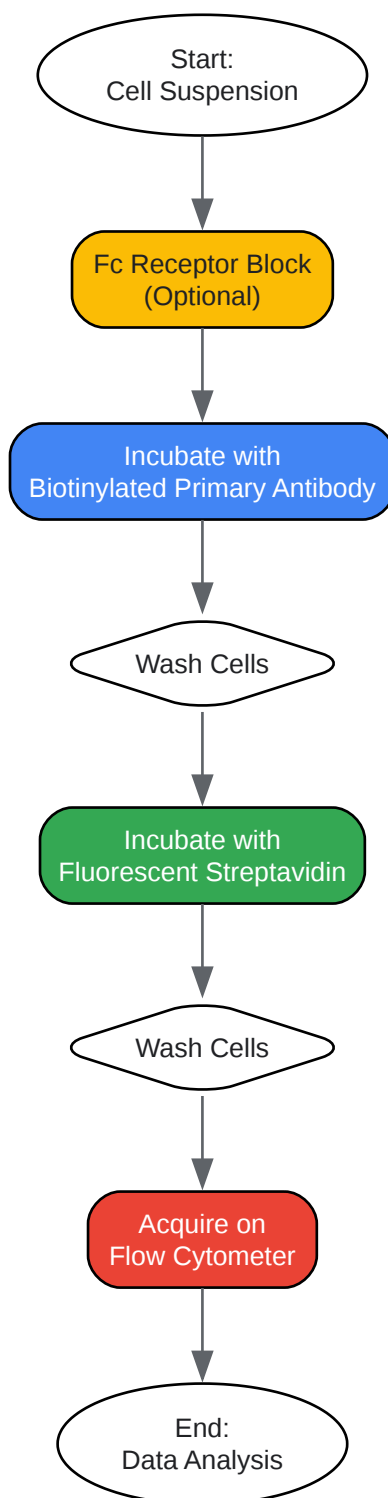 Start:
Cell Suspension
Fc Receptor Block
(Optional)
Incubate with
Biotinylated Primary Antibody
Wash Cells
Incubate with
Fluorescent Streptavidin
Wash Cells
Acquire on
Flow Cytometer
End:
Data Analysis